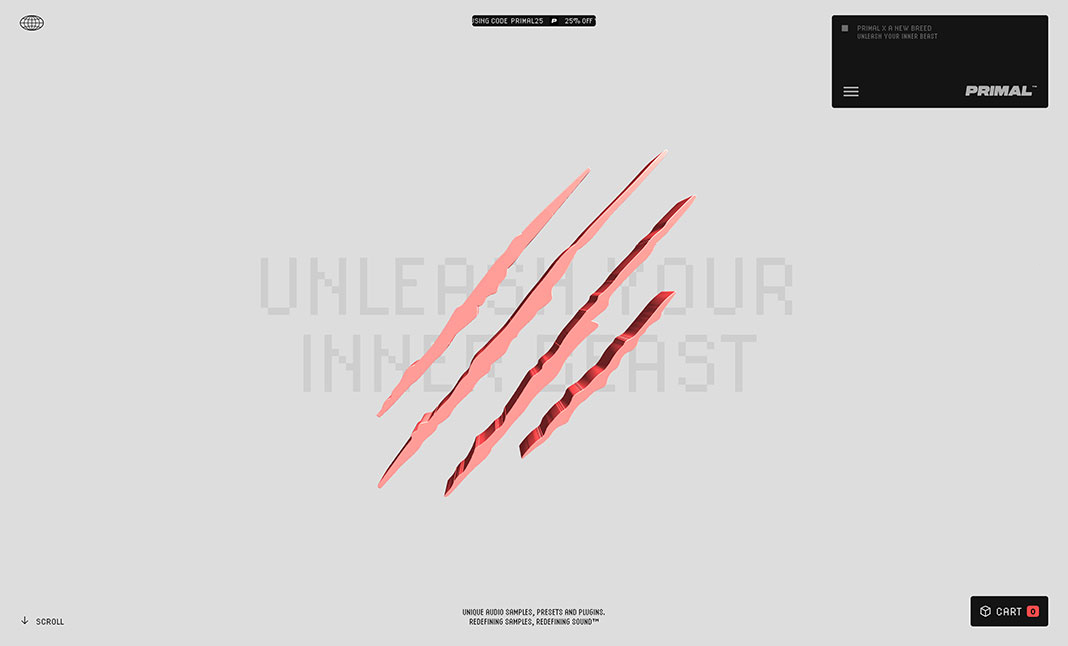 USING CODE PRIMAL25 P 25% OFF
PRIMAL X A NEW BREED
UNLEASH YOUR INNER BEAST
PRIMAL™
UNLEASH YOUR
INNER BEAST
UNIQUE AUDIO SAMPLES, PRESETS AND PLUGINS.
REDEFINING SAMPLES, REDEFINING SOUND™
SCROLL
CART 0